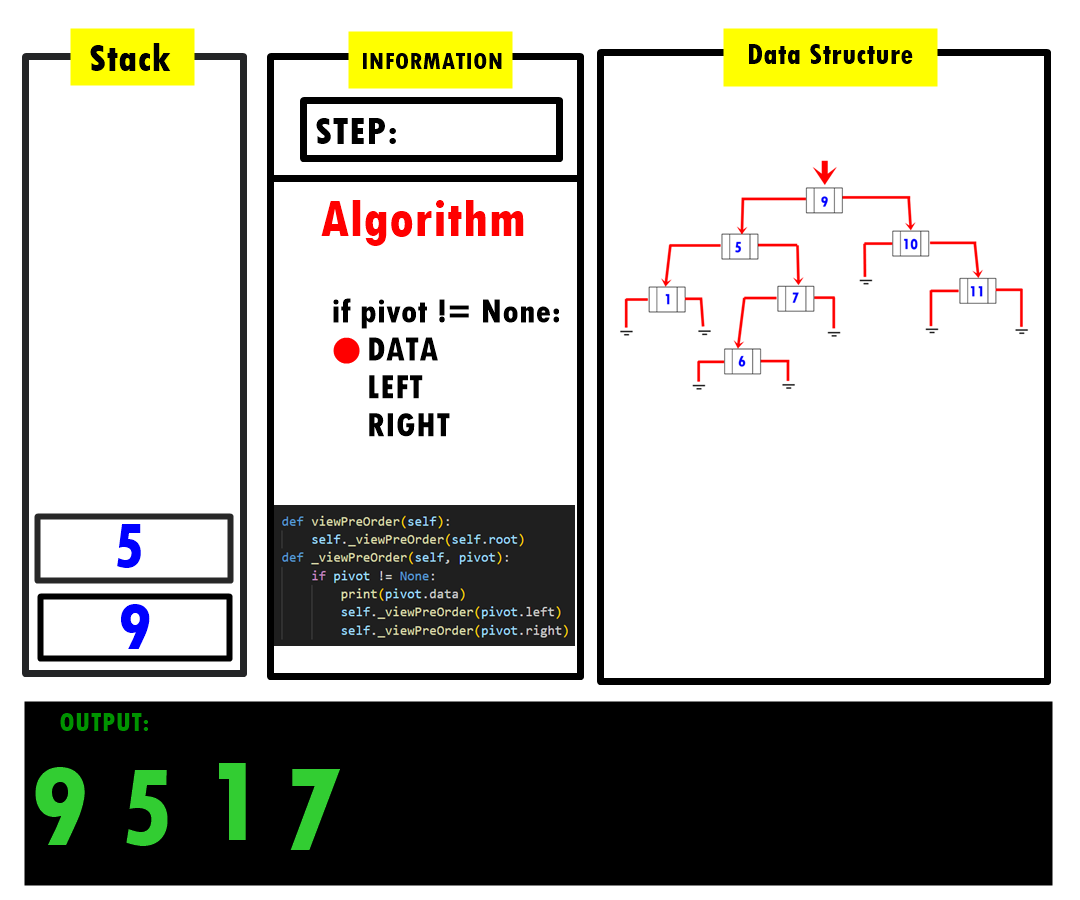 Stack
5
9
INFORMATION
STEP:
Algorithm
if pivot != None:
DATA
LEFT
RIGHT
def viewPreOrder(self):
self._viewPreOrder(self.root)
def _viewPreOrder(self, pivot):
if pivot != None:
print(pivot.data)
self._viewPreOrder(pivot.left)
self._viewPreOrder(pivot.right)
Data Structure
9
5
10
1
7
11
6
OUTPUT:
9 5 1 7